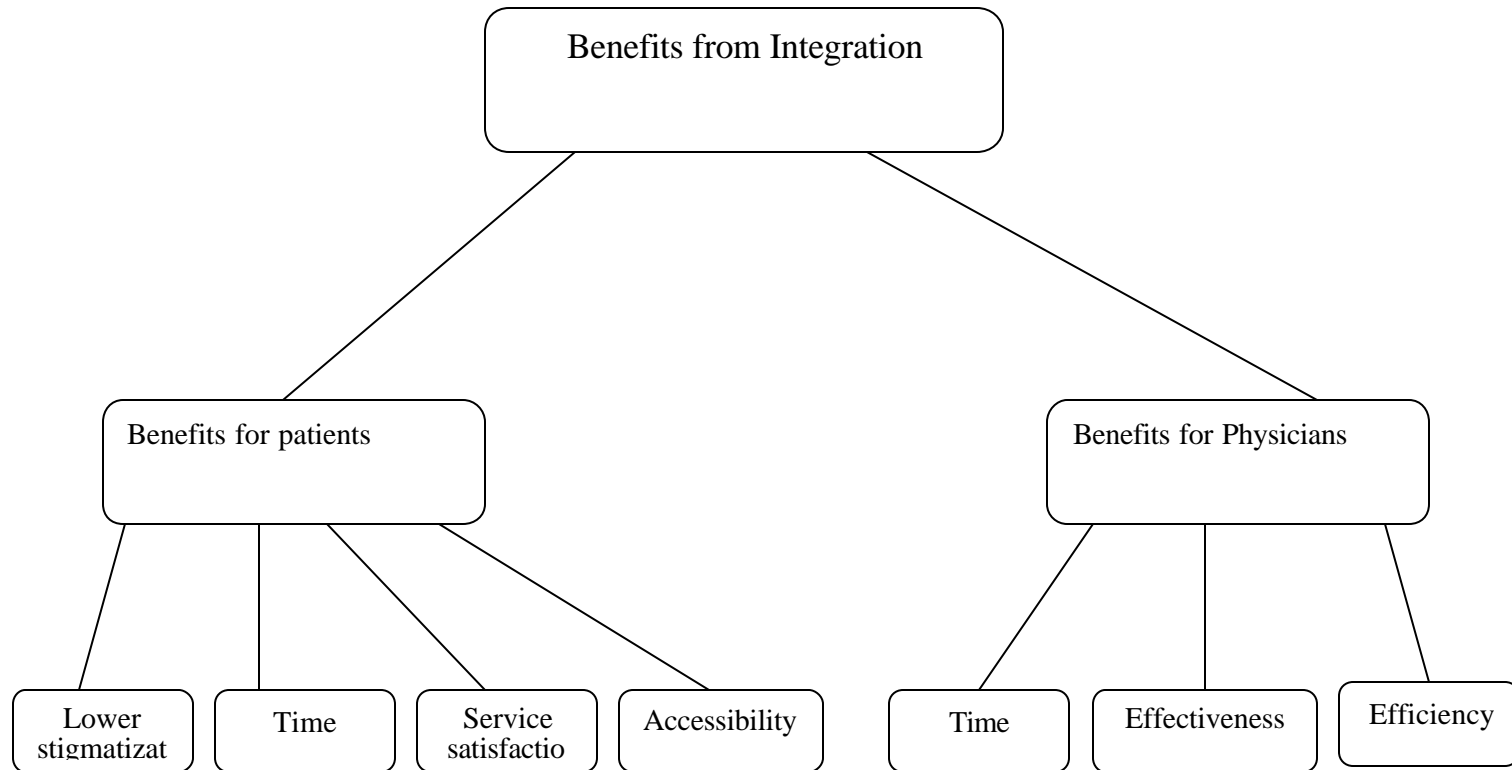 Benefits from Integration
Benefits for patients
Benefits for Physicians
Lower
stigmatizat
Time
Service
satisfactio
Accessibility
Time
Effectiveness
Efficiency